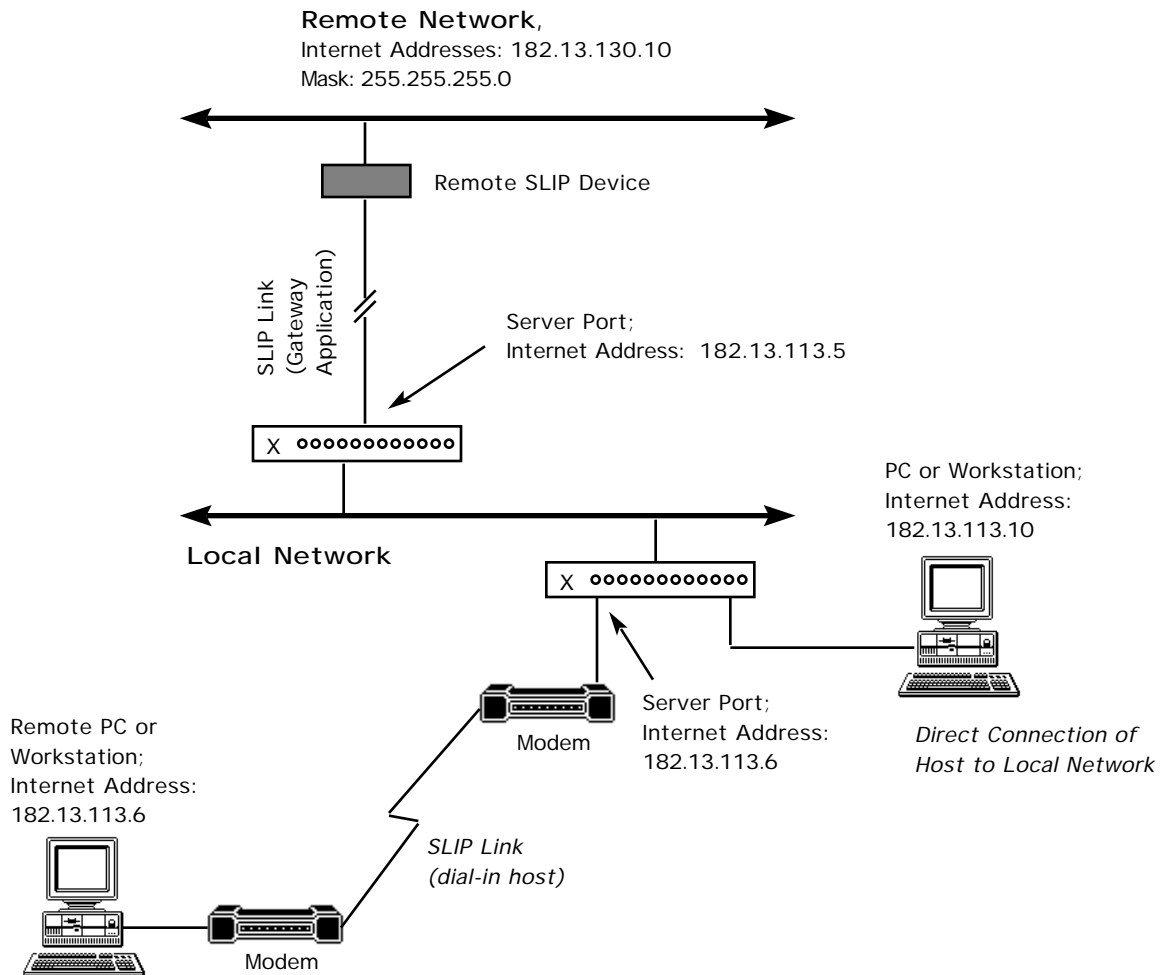 Remote Network,
Internet Addresses: 182.13.130.10
Mask: 255.255.255.0
Remote SLIP Device
SLIP Link
(Gateway
Application)
Server Port;
Internet Address:  182.13.113.5
X
PC or Workstation;
Internet Address:
182.13.113.10
Local Network
X
Server Port;
Internet Address:
182.13.113.6
Modem
Direct Connection of
Host to Local Network
Remote PC or
Workstation;
Internet Address:
182.13.113.6
SLIP Link
(dial-in host)
Modem